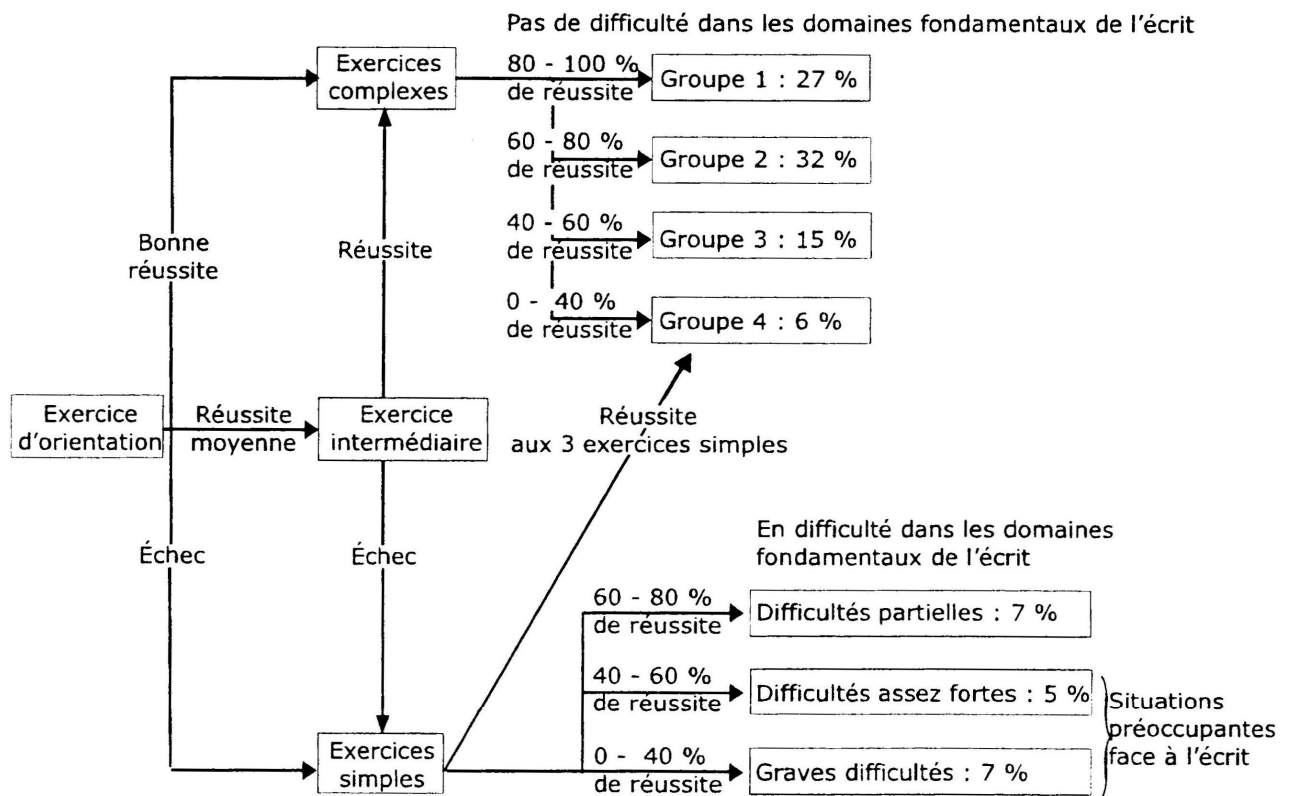 Pas de difficulté dans les domaines fondamentaux de l'écrit
Exercices
complexes
80 - 100 %
de réussite
Groupe 1 : 27 %
60 - 80 %
de réussite
Groupe 2 : 32 %
40 - 60 %
de réussite
Groupe 3 : 15 %
0 - 40 %
de réussite
Groupe 4 : 6 %
Bonne
réussite
Réussite
Exercice
d'orientation
Réussite
moyenne
Exercice
intermédiaire
Réussite
aux 3 exercices simples
Échec
Échec
En difficulté dans les domaines
fondamentaux de l'écrit
60 - 80 %
de réussite
Difficultés partielles : 7 %
40 - 60 %
de réussite
Difficultés assez fortes : 5 %
Situations
préoccupantes
face à l'écrit
Exercices
simples
0 - 40 %
de réussite
Graves difficultés : 7 %